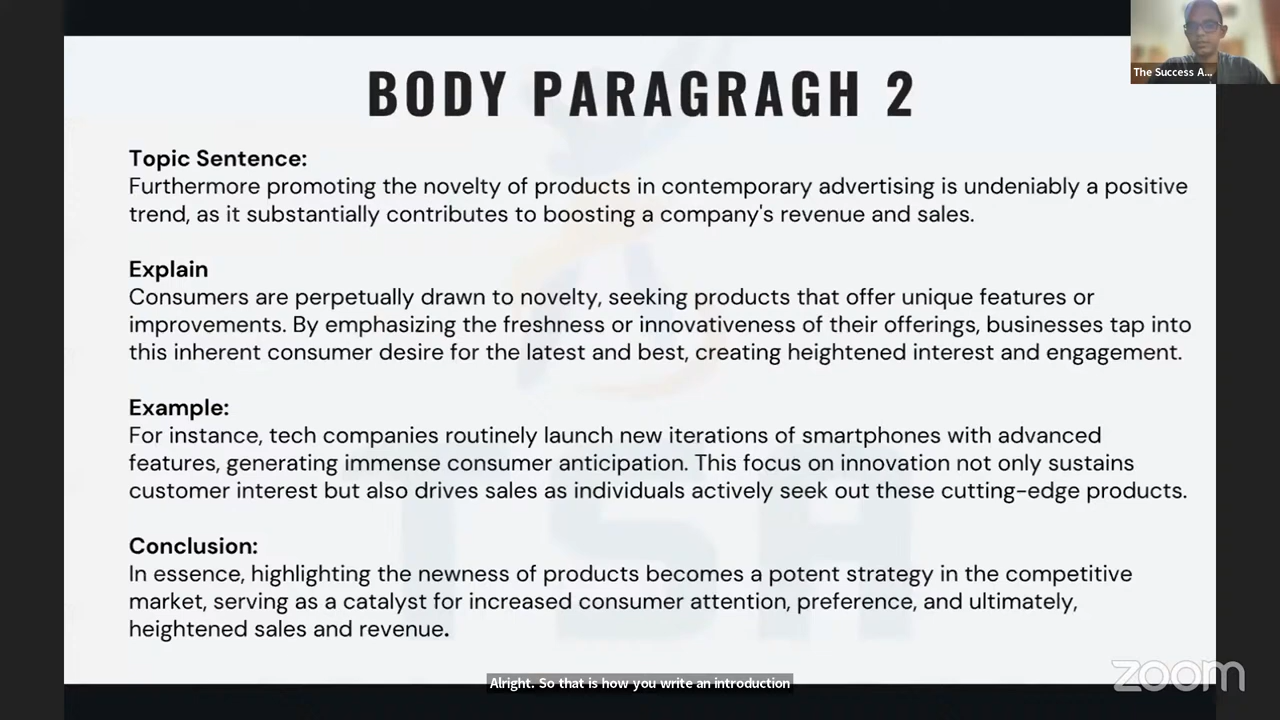 The Success A...
BODY PARAGRAGH 2
Topic Sentence:
Furthermore promoting the novelty of products in contemporary advertising is undeniably a positive
trend, as it substantially contributes to boosting a company's revenue and sales.
Explain
Consumers are perpetually drawn to novelty, seeking products that offer unique features or
improvements. By emphasizing the freshness or innovativeness of their offerings, businesses tap into
this inherent consumer desire for the latest and best, creating heightened interest and engagement.
Example:
For instance, tech companies routinely launch new iterations of smartphones with advanced
features, generating immense consumer anticipation. This focus on innovation not only sustains
customer interest but also drives sales as individuals actively seek out these cutting-edge products.
Conclusion:
In essence, highlighting the newness of products becomes a potent strategy in the competitive
market, serving as a catalyst for increased consumer attention, preference, and ultimately,
heightened sales and revenue.
TSA
Alright. So that is how you write an introduction
zoom